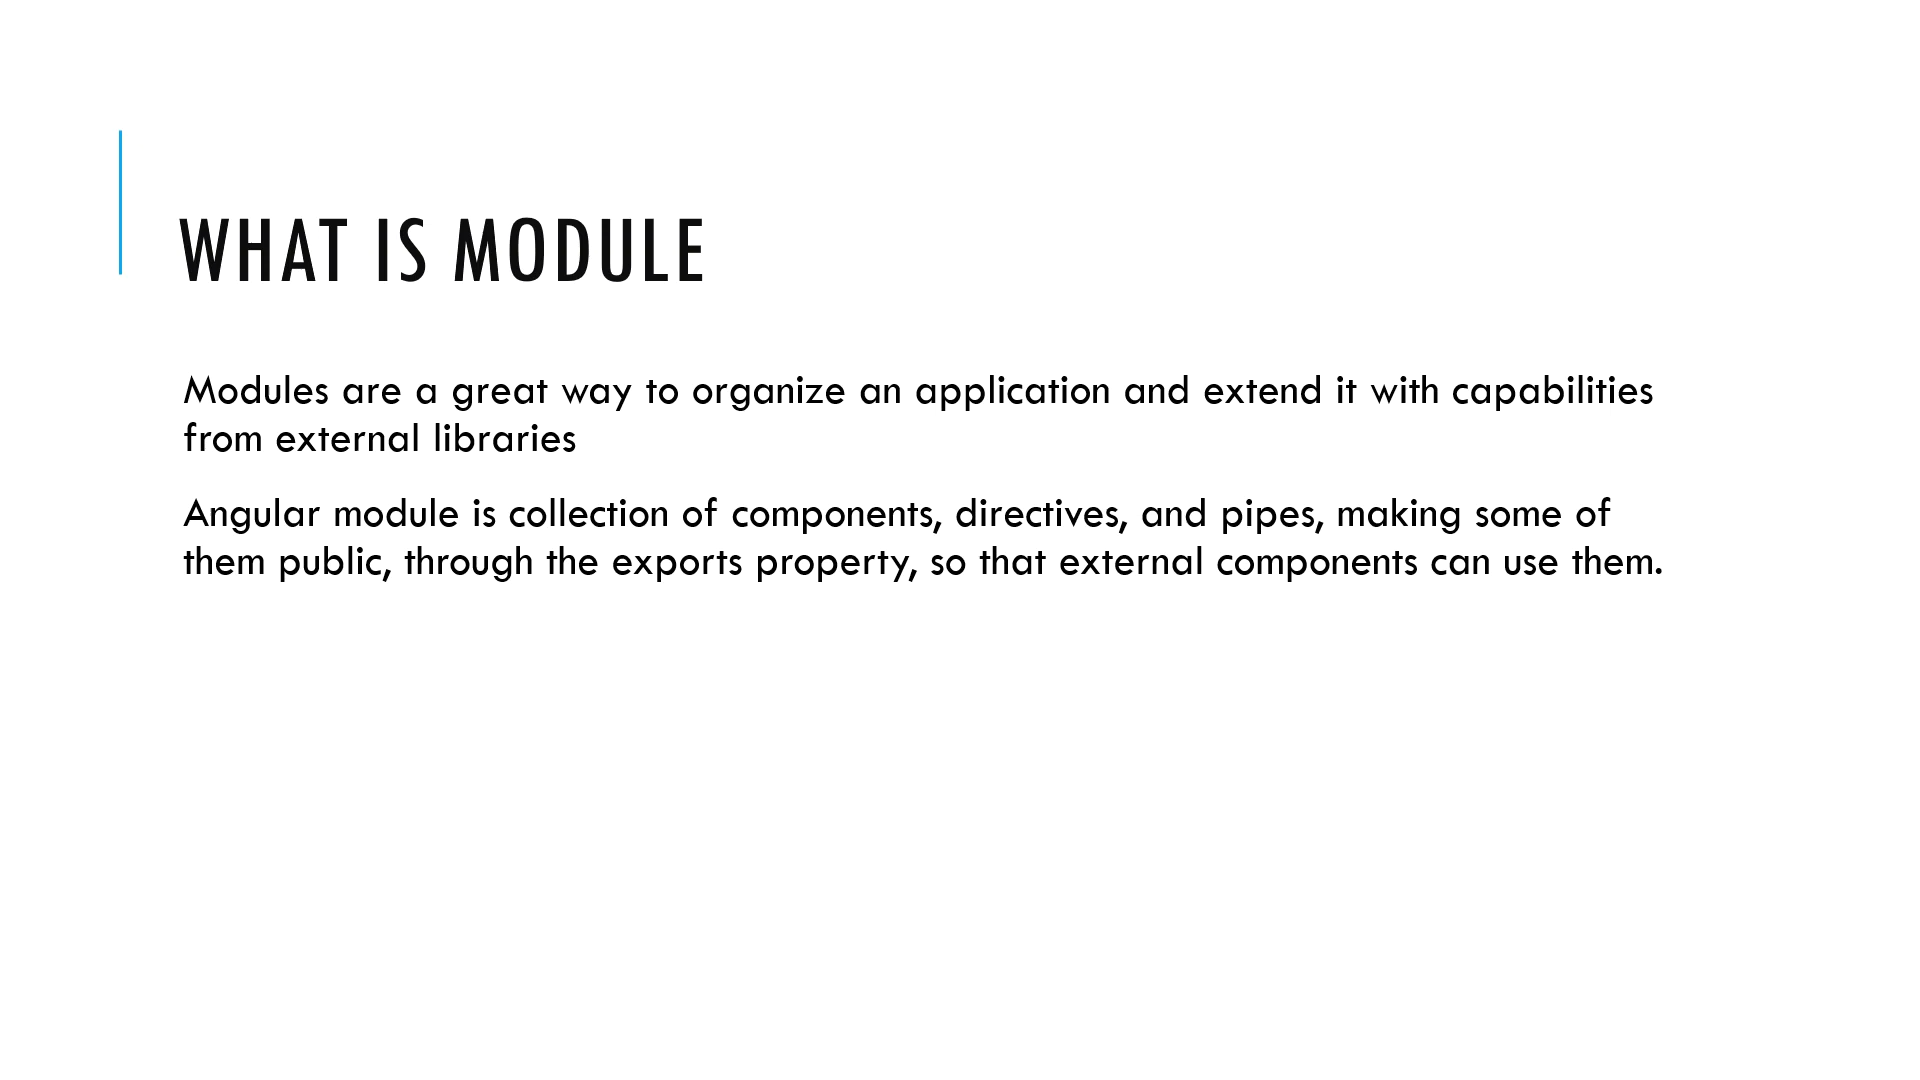 WHAT IS MODULE
Modules are a great way to organize an application and extend it with capabilities
from external libraries
Angular module is collection of components, directives, and pipes, making some of
them public, through the exports property, so that external components can use them.